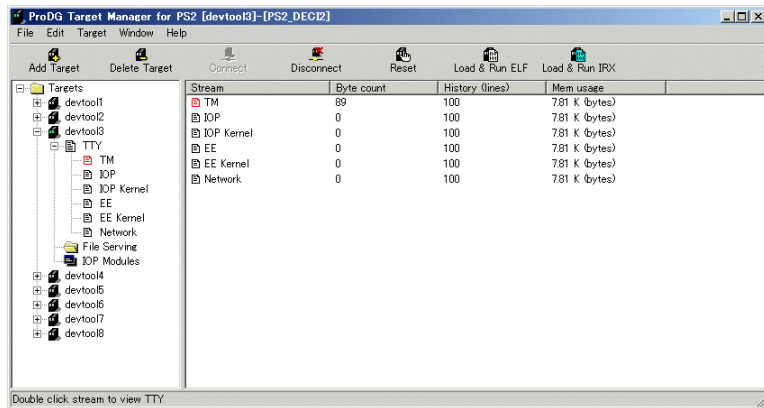 ProDG Target Manager for PS2 [devtool3]-[PS2_DECI2]
File Edit Target Window Help
Add Target Delete Target Connect Disconnect Reset Load & Run ELF Load & Run IRX
Targets
devtool1
devtool2
devtool3
TTY
TM
IOP
IOP Kernel
EE
EE Kernel
Network
File Serving
IOP Modules
devtool4
devtool5
devtool6
devtool7
devtool8
Stream Byte count History (lines) Mem usage
TM 89 100 7.81 K (bytes)
IOP 0 100 7.81 K (bytes)
IOP Kernel 0 100 7.81 K (bytes)
EE 0 100 7.81 K (bytes)
EE Kernel 0 100 7.81 K (bytes)
Network 0 100 7.81 K (bytes)
Double click stream to view TTY